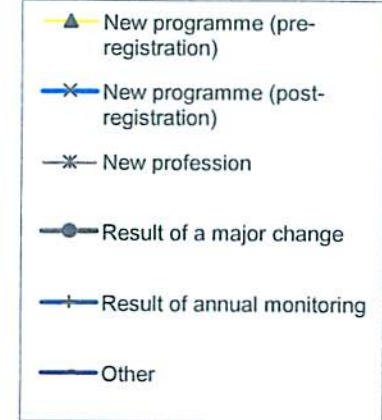 New programme (pre-
registration)
New programme (post-
registration)
New profession
Result of a major change
Result of annual monitoring
Other